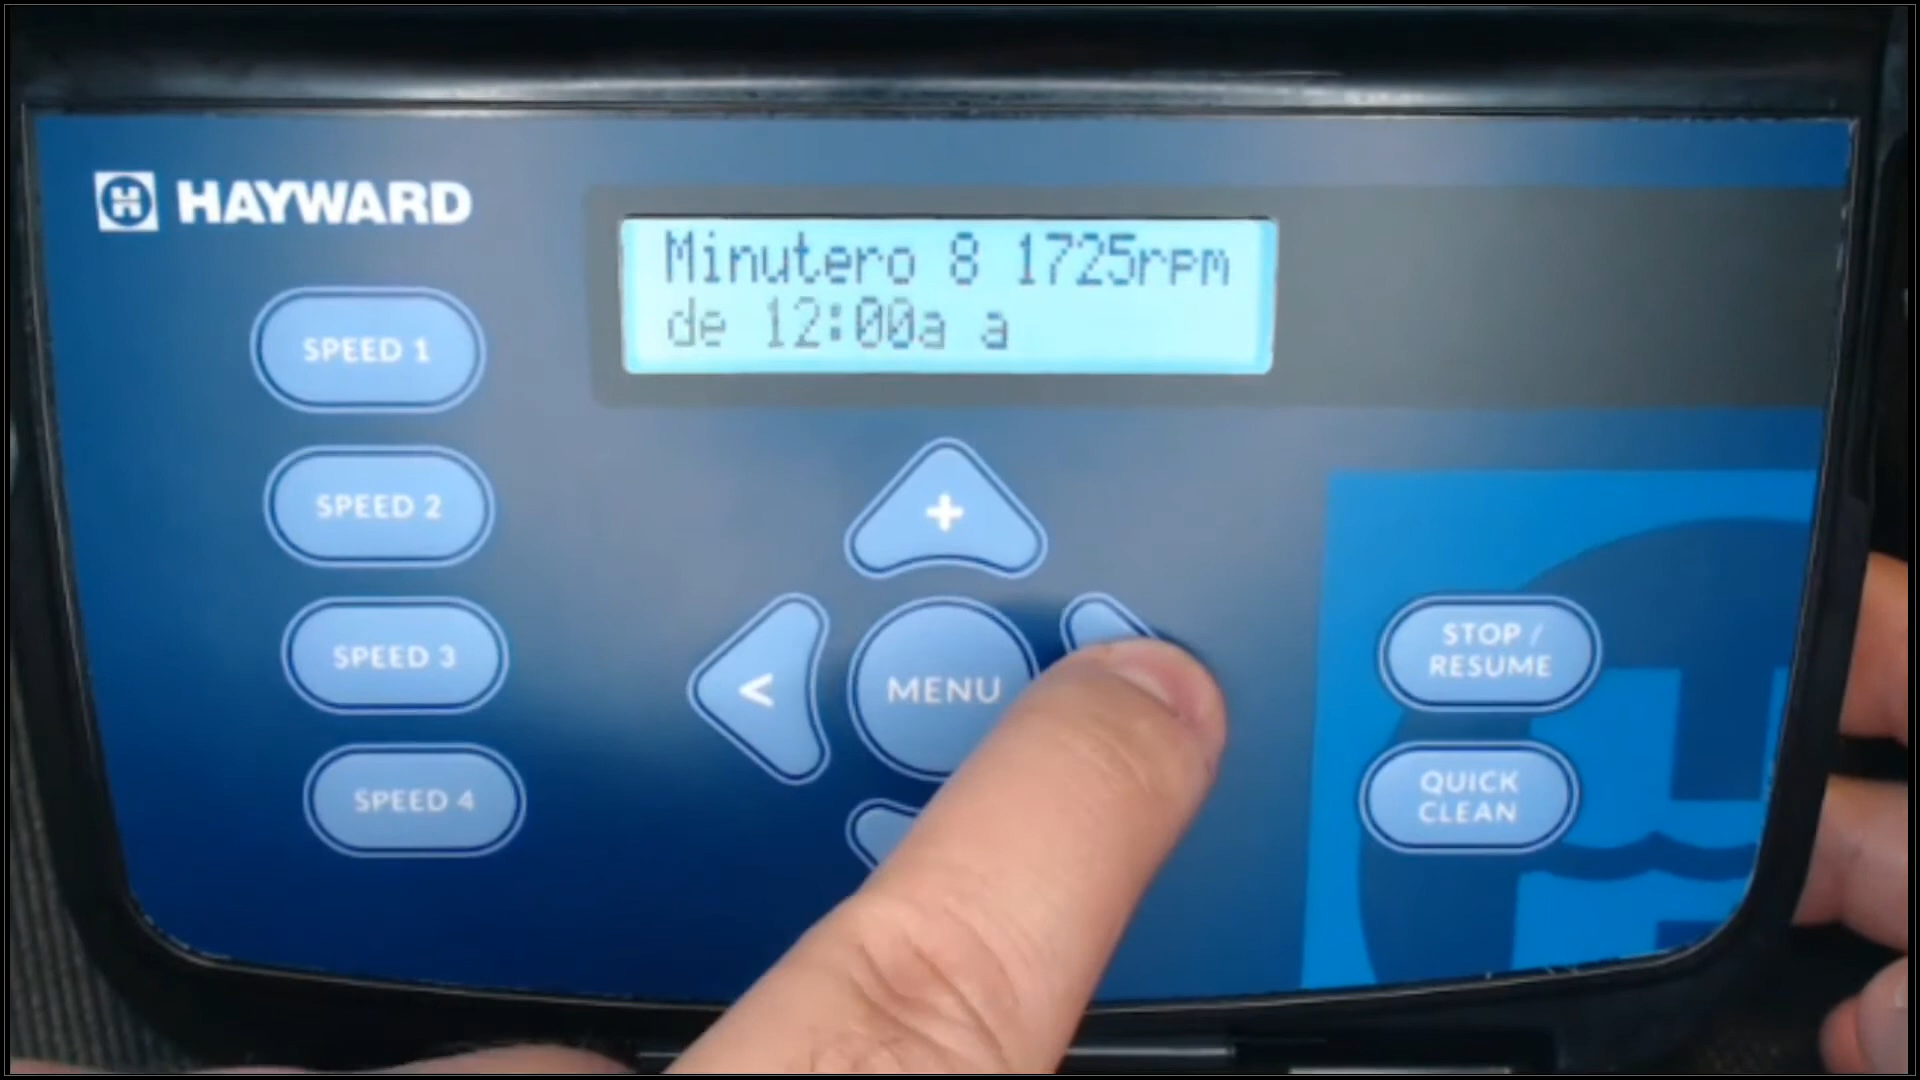 HAYWARD
Minutero 8 1725rpm
de 12:00a a
SPEED 1
SPEED 2
SPEED 3
SPEED 4
+
<
MENU
STOP /
RESUME
QUICK
CLEAN